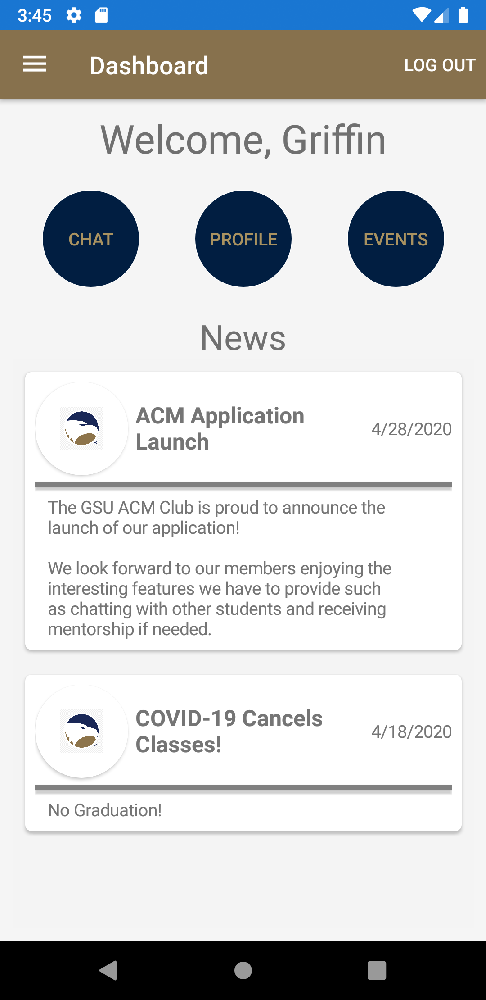 3:45
Dashboard
LOG OUT
Welcome, Griffin
CHAT
PROFILE
EVENTS
News
ACM Application
Launch
4/28/2020
The GSU ACM Club is proud to announce the
launch of our application!
We look forward to our members enjoying the
interesting features we have to provide such
as chatting with other students and receiving
mentorship if needed.
COVID-19 Cancels
Classes!
4/18/2020
No Graduation!